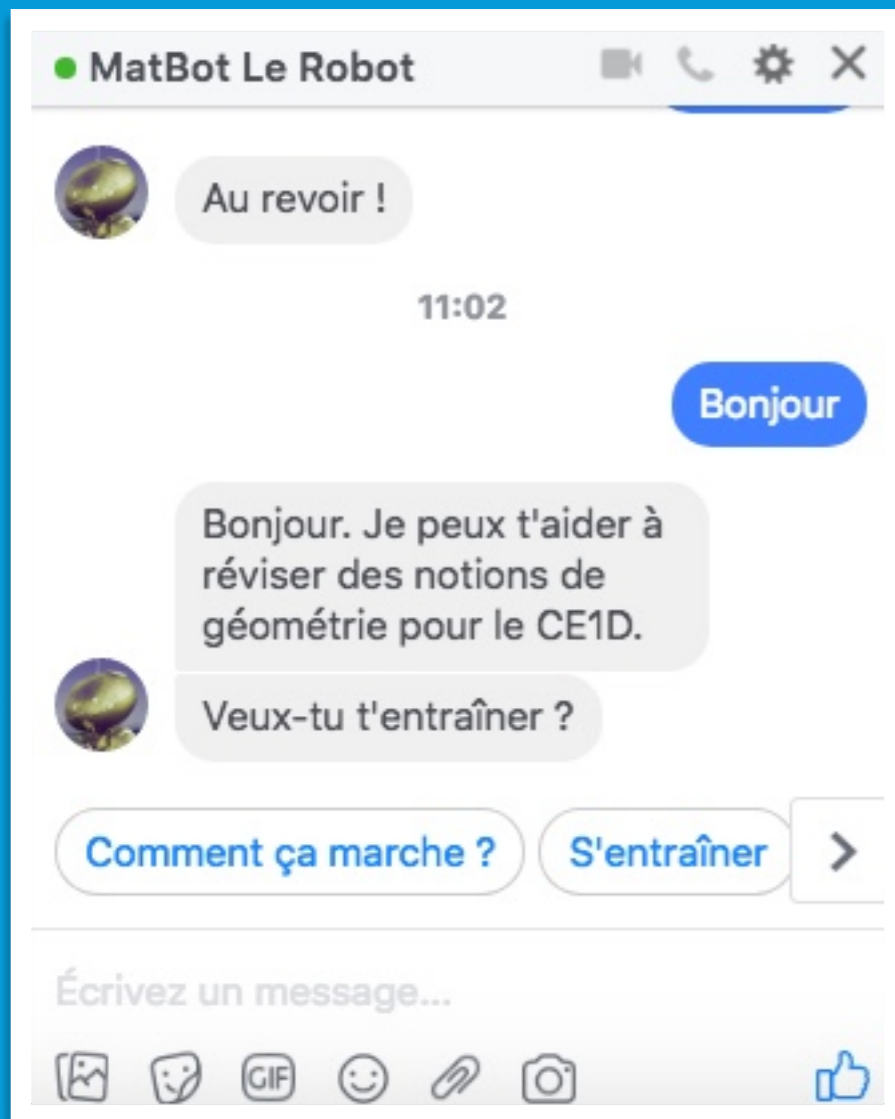 MatBot Le Robot
Au revoir !
11:02
Bonjour
Bonjour. Je peux t'aider à
réviser des notions de
géométrie pour le CE1D.
Veux-tu t'entraîner ?
Comment ça marche ?
S'entraîner
Écrivez un message...
GIF